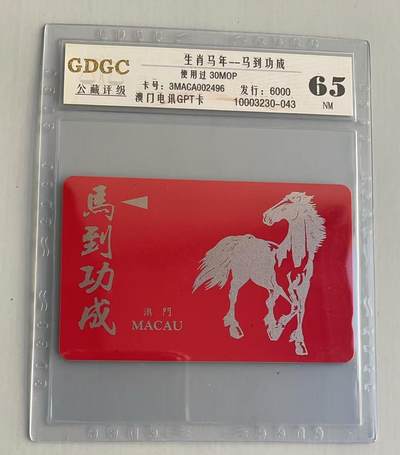 GDGC
公藏评级
生肖马年--马到功成
使用过 30MOP
卡号：3MACA002496 发行：6000
澳门电讯GPT卡 10003230-043
65
NM
馬到功成
澳門
MACAU